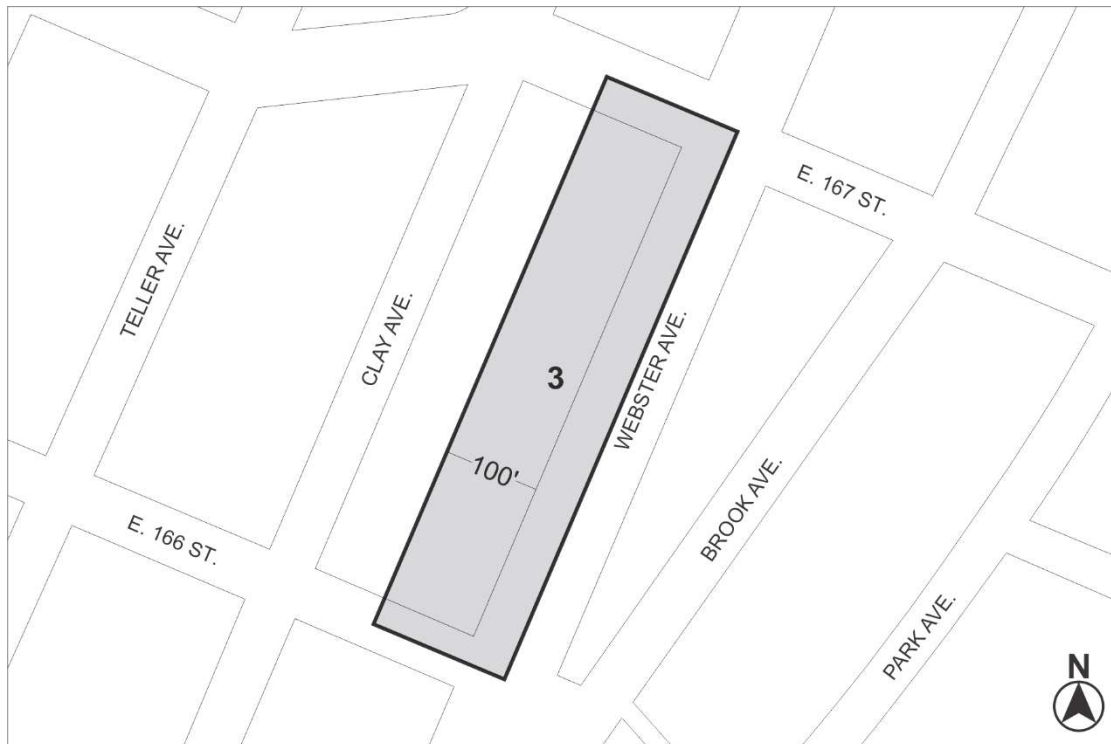 E. 167 ST.
TELLER AVE.
CLAY AVE.
WEBSTER AVE.
3
100'
BROOK AVE.
E. 166 ST.
PARK AVE.
N